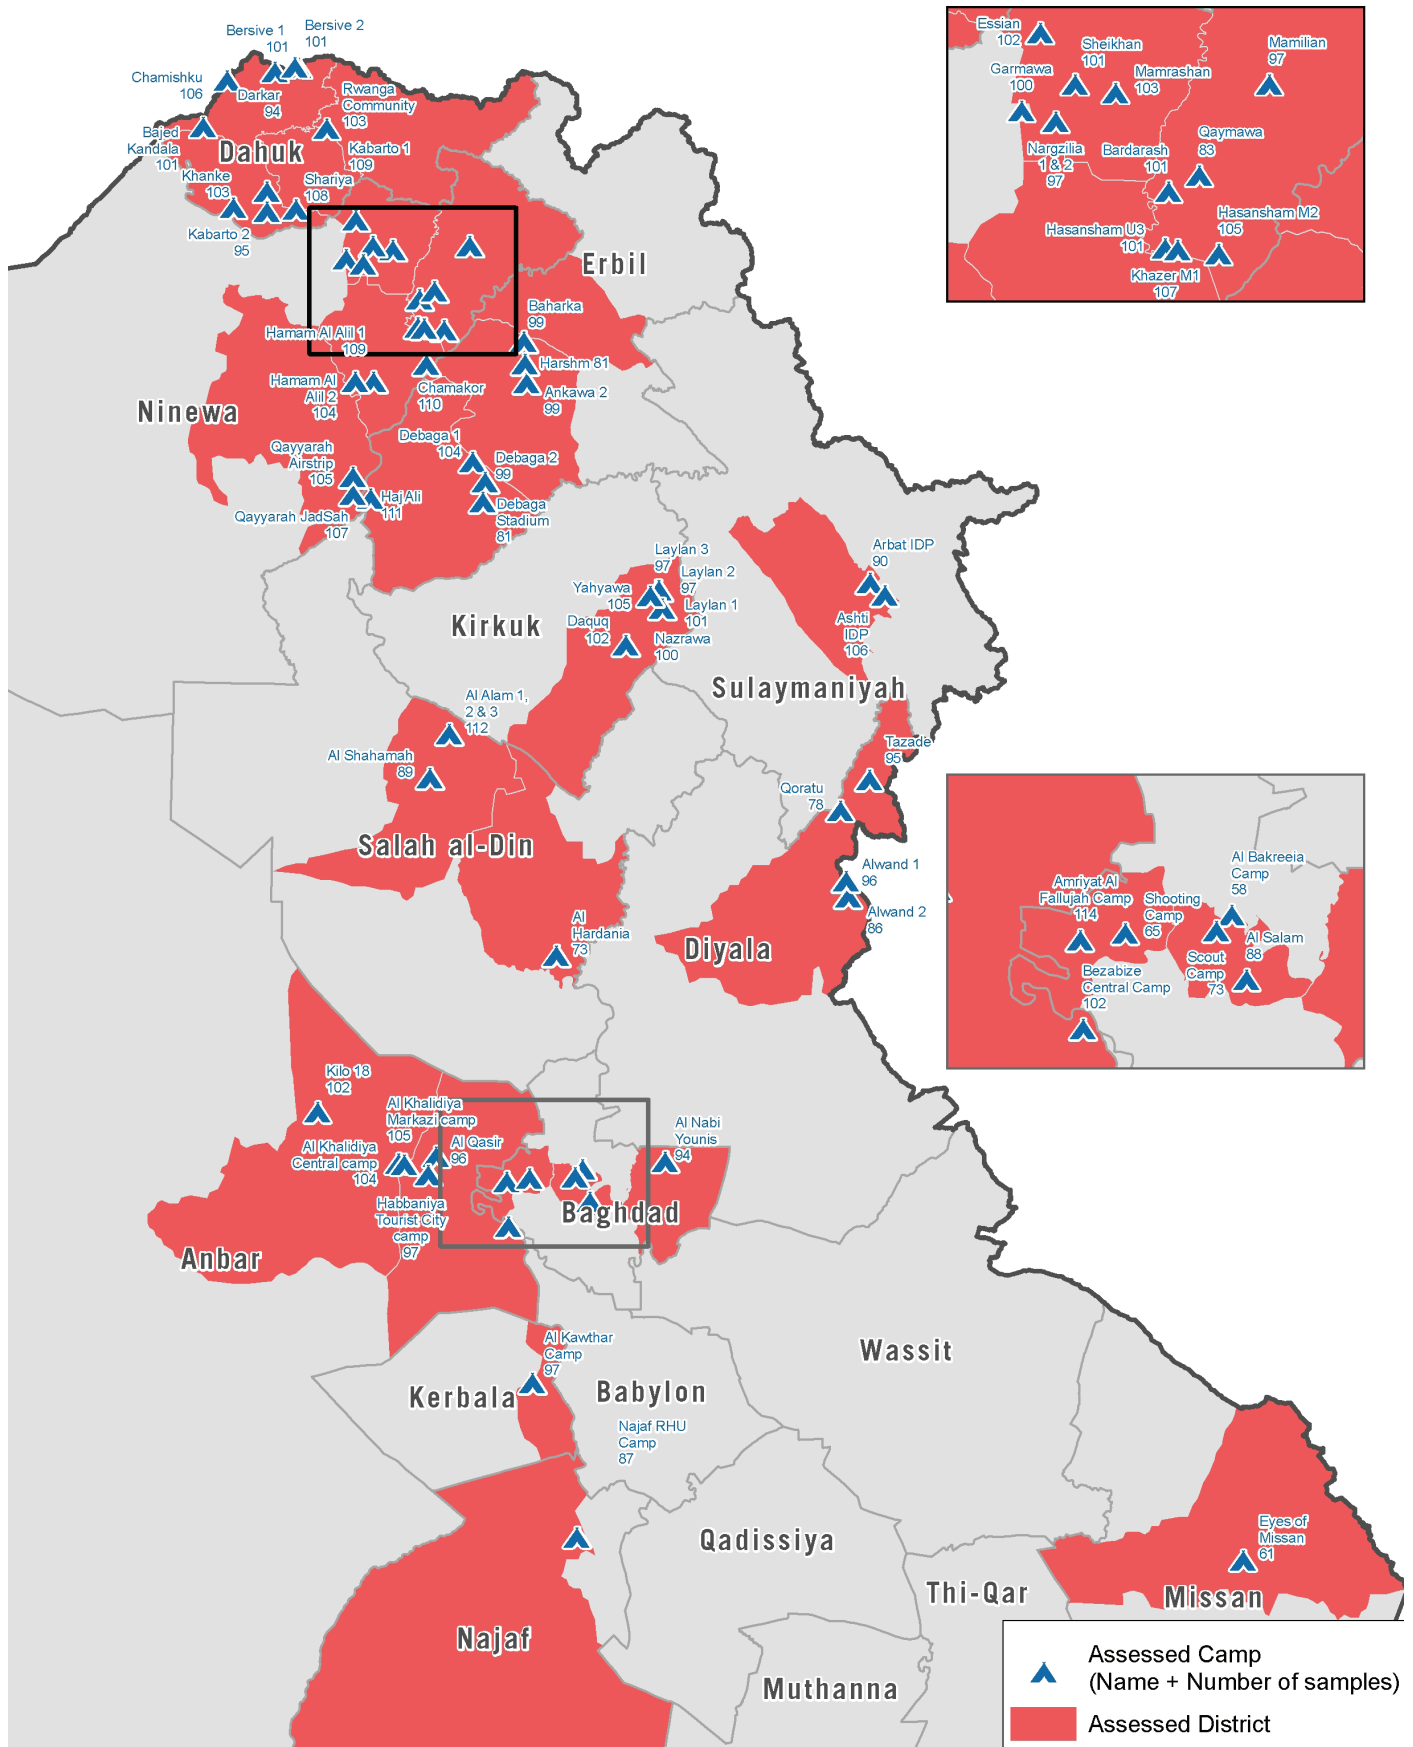 Bersive 1
101
Bersive 2
101
Chamishku
106
Darkar
94
Rwanga
Community
103
Bajed
Kandala
101
Dahuk
Kabarto 1
109
Khanke
103
Shariya
108
Kabarto 2
95
Erbil
Baharka
99
Hamam Al Alil 1
109
Harshm 81
Hamam Al
Alil 2
104
Chamakor
110
Ankawa 2
99
Ninewa
Debaga 1
104
Qayyarah
Airstrip
105
Debaga 2
99
Haj Ali
111
Qayyarah JadSah
107
Debaga
Stadium
81
Essian
102
Sheikhan
101
Mamilian
97
Garmawa
100
Mamrashan
103
Qaymawa
83
Nargzilia
1 & 2
97
Bardarash
101
Hasansham M2
105
Hasansham U3
101
Khazer M1
107
Laylan 3
97
Arbat IDP
90
Laylan 2
97
Yahyawa
105
Laylan 1
101
Daquq
102
Kirkuk
Nazrawa
100
Ashti
IDP
106
Sulaymaniyah
Al Alam 1,
2 & 3
112
Al Shahamah
89
Tazade
95
Qoratu
78
Salah al-Din
Alwand 1
96
Alwand 2
86
Al
Hardania
73
Diyala
Al Bakreeia
Camp
58
Amriyat Al
Fallujah Camp
114
Shooting
Camp
65
Al Salam
88
Scout
Camp
73
Bezabize
Central Camp
102
Kilo 18
102
Al Khalidiya
Markazi camp
105
Al Nabi
Younis
94
Al Khalidiya
Central camp
104
Al Qasir
96
Habbaniya
Tourist City
camp
97
Baghdad
Anbar
Al Kawthar
Camp
97
Wassit
Kerbala
Babylon
Najaf RHU
Camp
87
Qadissiya
Eyes of
Missan
61
Thi-Qar
Missan
Najaf
Muthanna
Assessed Camp
(Name + Number of samples)
Assessed District